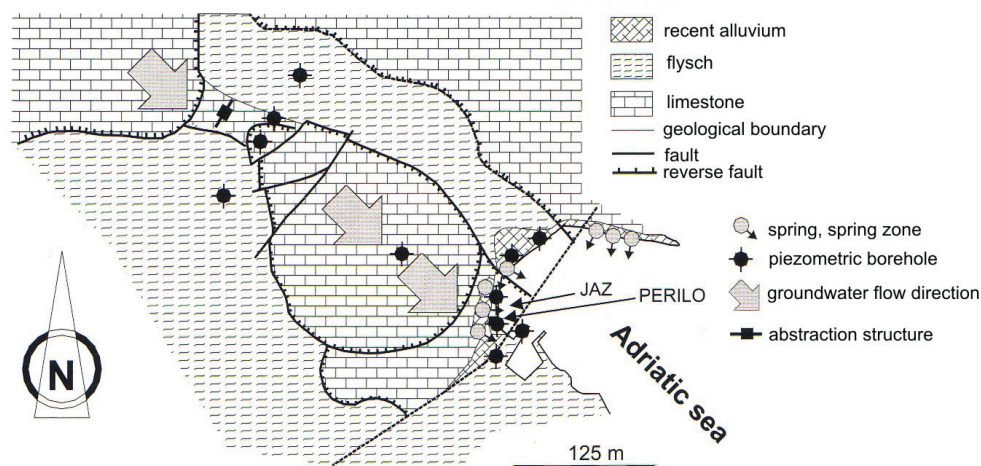 recent alluvium
flysch
limestone
geological boundary
fault
reverse fault
spring, spring zone
piezometric borehole
groundwater flow direction
abstraction structure
JAZ
PERILO
Adriatic sea
N
125 m